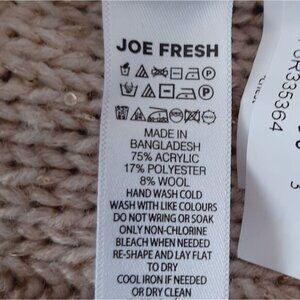 JOE FRESH
MADE IN
BANGLADESH
75% ACRYLIC
17% POLYESTER
8% WOOL
HAND WASH COLD
WASH WITH LIKE COLOURS
DO NOT WRING OR SOAK
ONLY NON-CHLORINE
BLEACH WHEN NEEDED
RE-SHAPE AND LAY FLAT
TO DRY
COOL IRON IF NEEDED
OR DRY CLEAN
335364